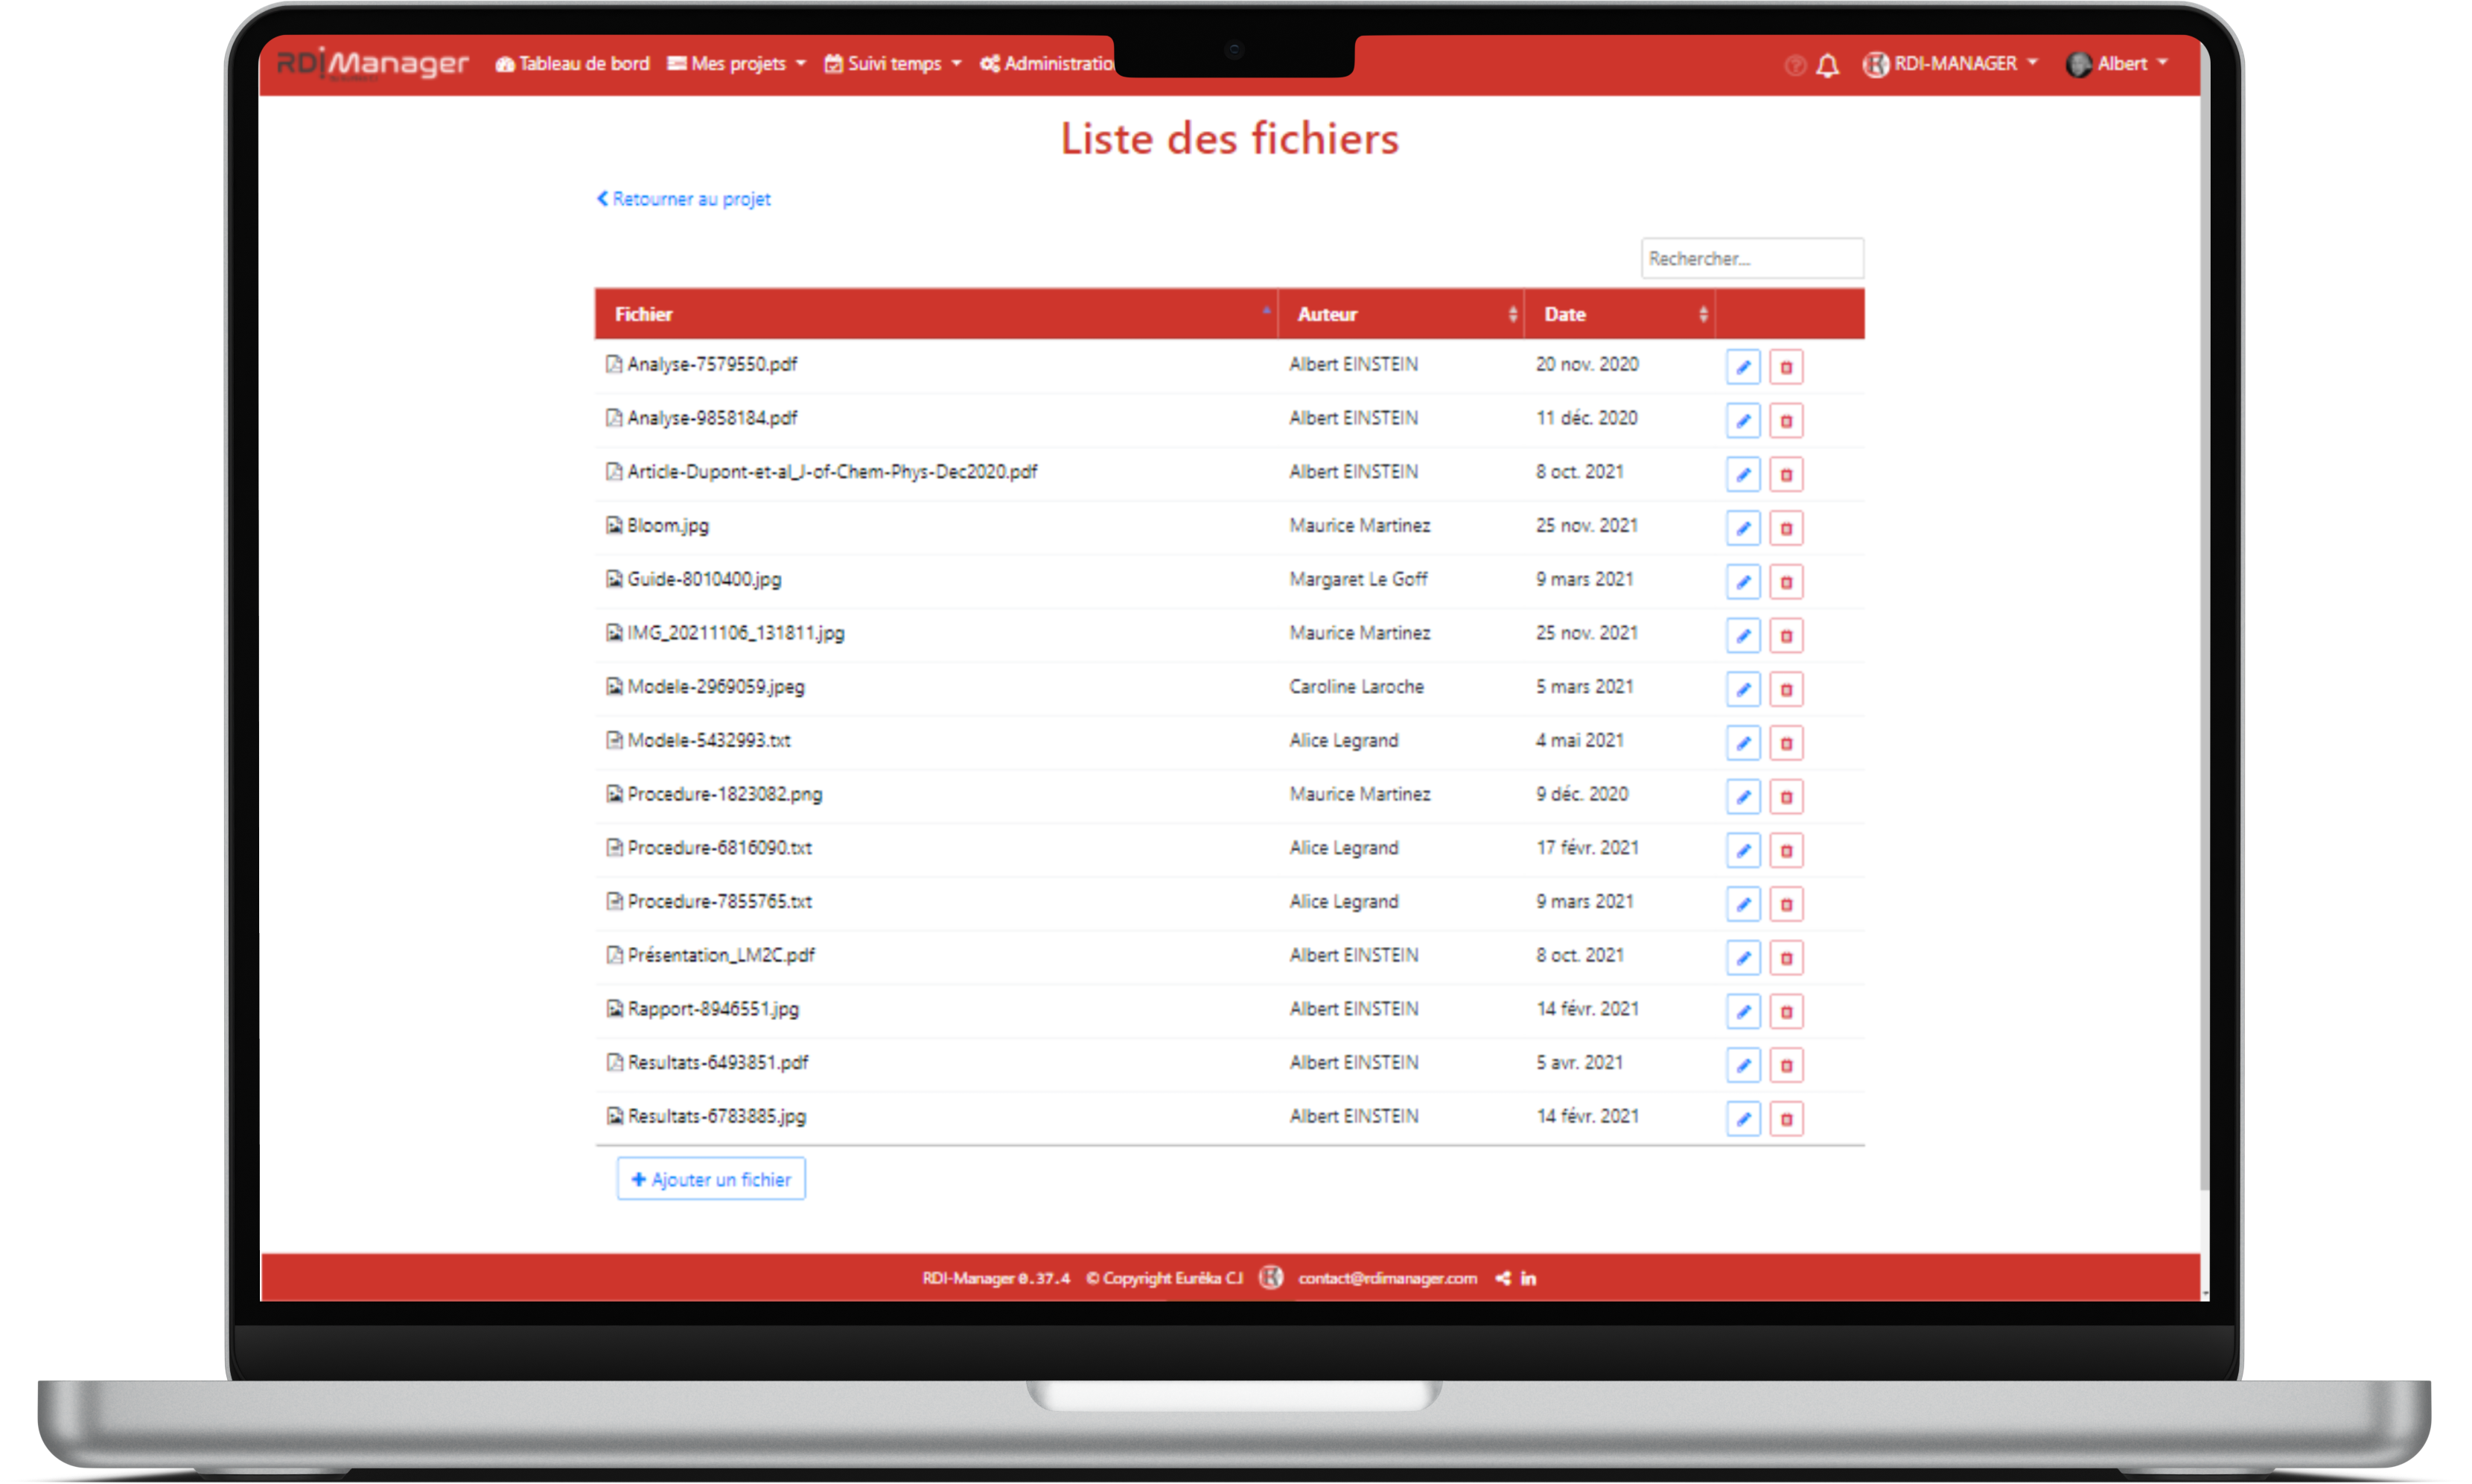 RDI Manager Tableau de bord Mes projets Suivi temps Administratio RDI-MANAGER Albert
Liste des fichiers
Retourner au projet
Rechercher...
Fichier Auteur Date
Analyse-7579550.pdf Albert EINSTEIN 20 nov. 2020
Analyse-9858184.pdf Albert EINSTEIN 11 déc. 2020
Article-Dupont-et-al_J-of-Chem-Phys-Dec2020.pdf Albert EINSTEIN 8 oct. 2021
Bloom.jpg Maurice Martinez 25 nov. 2021
Guide-8010400.jpg Margaret Le Goff 9 mars 2021
IMG_20211106_131811.jpg Maurice Martinez 25 nov. 2021
Modele-2969059.jpeg Caroline Laroche 5 mars 2021
Modele-5432993.txt Alice Legrand 4 mai 2021
Procedure-1823082.png Maurice Martinez 9 déc. 2020
Procedure-6816090.txt Alice Legrand 17 févr. 2021
Procedure-7855765.txt Alice Legrand 9 mars 2021
Présentation_LM2C.pdf Albert EINSTEIN 8 oct. 2021
Rapport-8946551.jpg Albert EINSTEIN 14 févr. 2021
Resultats-6493851.pdf Albert EINSTEIN 5 avr. 2021
Resultats-6783885.jpg Albert EINSTEIN 14 févr. 2021
+ Ajouter un fichier
RDI-Manager 0.37.4 © Copyright Eurêka CJ contact@rdimanager.com in